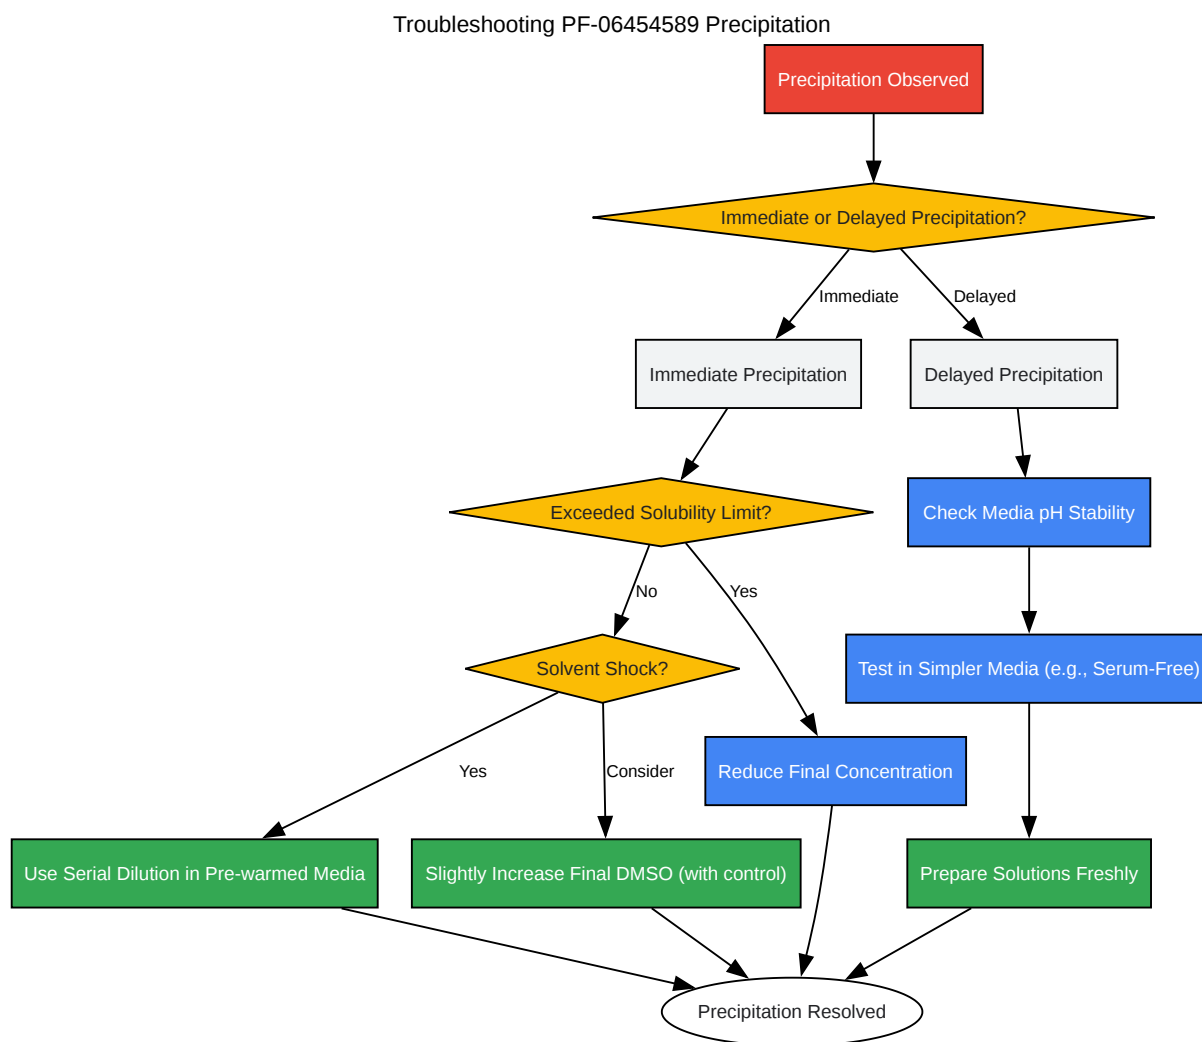 Troubleshooting PF-06454589 Precipitation
Precipitation Observed
Immediate or Delayed Precipitation?
Immediate
Delayed
Immediate Precipitation
Delayed Precipitation
Exceeded Solubility Limit?
Check Media pH Stability
No
Yes
Solvent Shock?
Test in Simpler Media (e.g., Serum-Free)
Yes
Consider
Reduce Final Concentration
Use Serial Dilution in Pre-warmed Media
Slightly Increase Final DMSO (with control)
Prepare Solutions Freshly
Precipitation Resolved